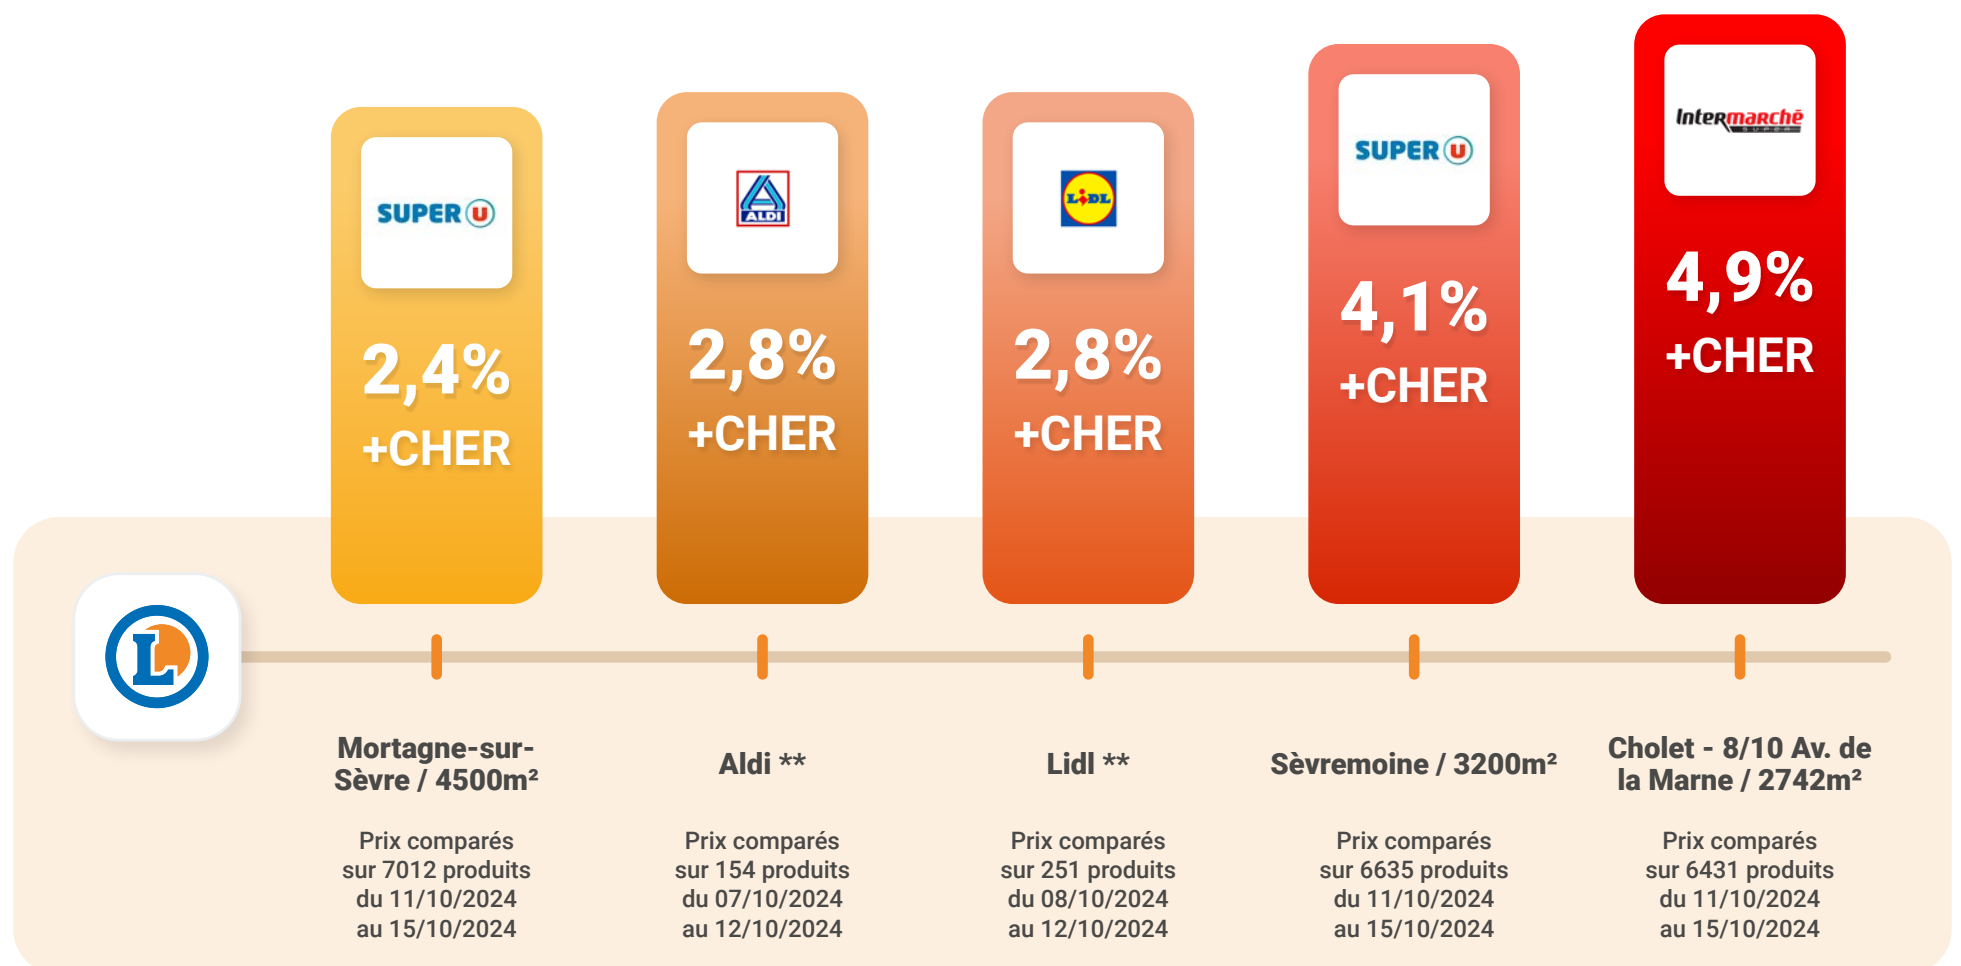 SUPER U
2,4%
+CHER
ALDI
2,8%
+CHER
LIDL
2,8%
+CHER
SUPER U
4,1%
+CHER
Intermarchē
SUPER
4,9%
+CHER
L
Mortagne-sur-
Sèvre / 4500m²
Prix comparés
sur 7012 produits
du 11/10/2024
au 15/10/2024
Aldi **
Prix comparés
sur 154 produits
du 07/10/2024
au 12/10/2024
Lidl **
Prix comparés
sur 251 produits
du 08/10/2024
au 12/10/2024
Sèvremoine / 3200m²
Prix comparés
sur 6635 produits
du 11/10/2024
au 15/10/2024
Cholet - 8/10 Av. de
la Marne / 2742m²
Prix comparés
sur 6431 produits
du 11/10/2024
au 15/10/2024